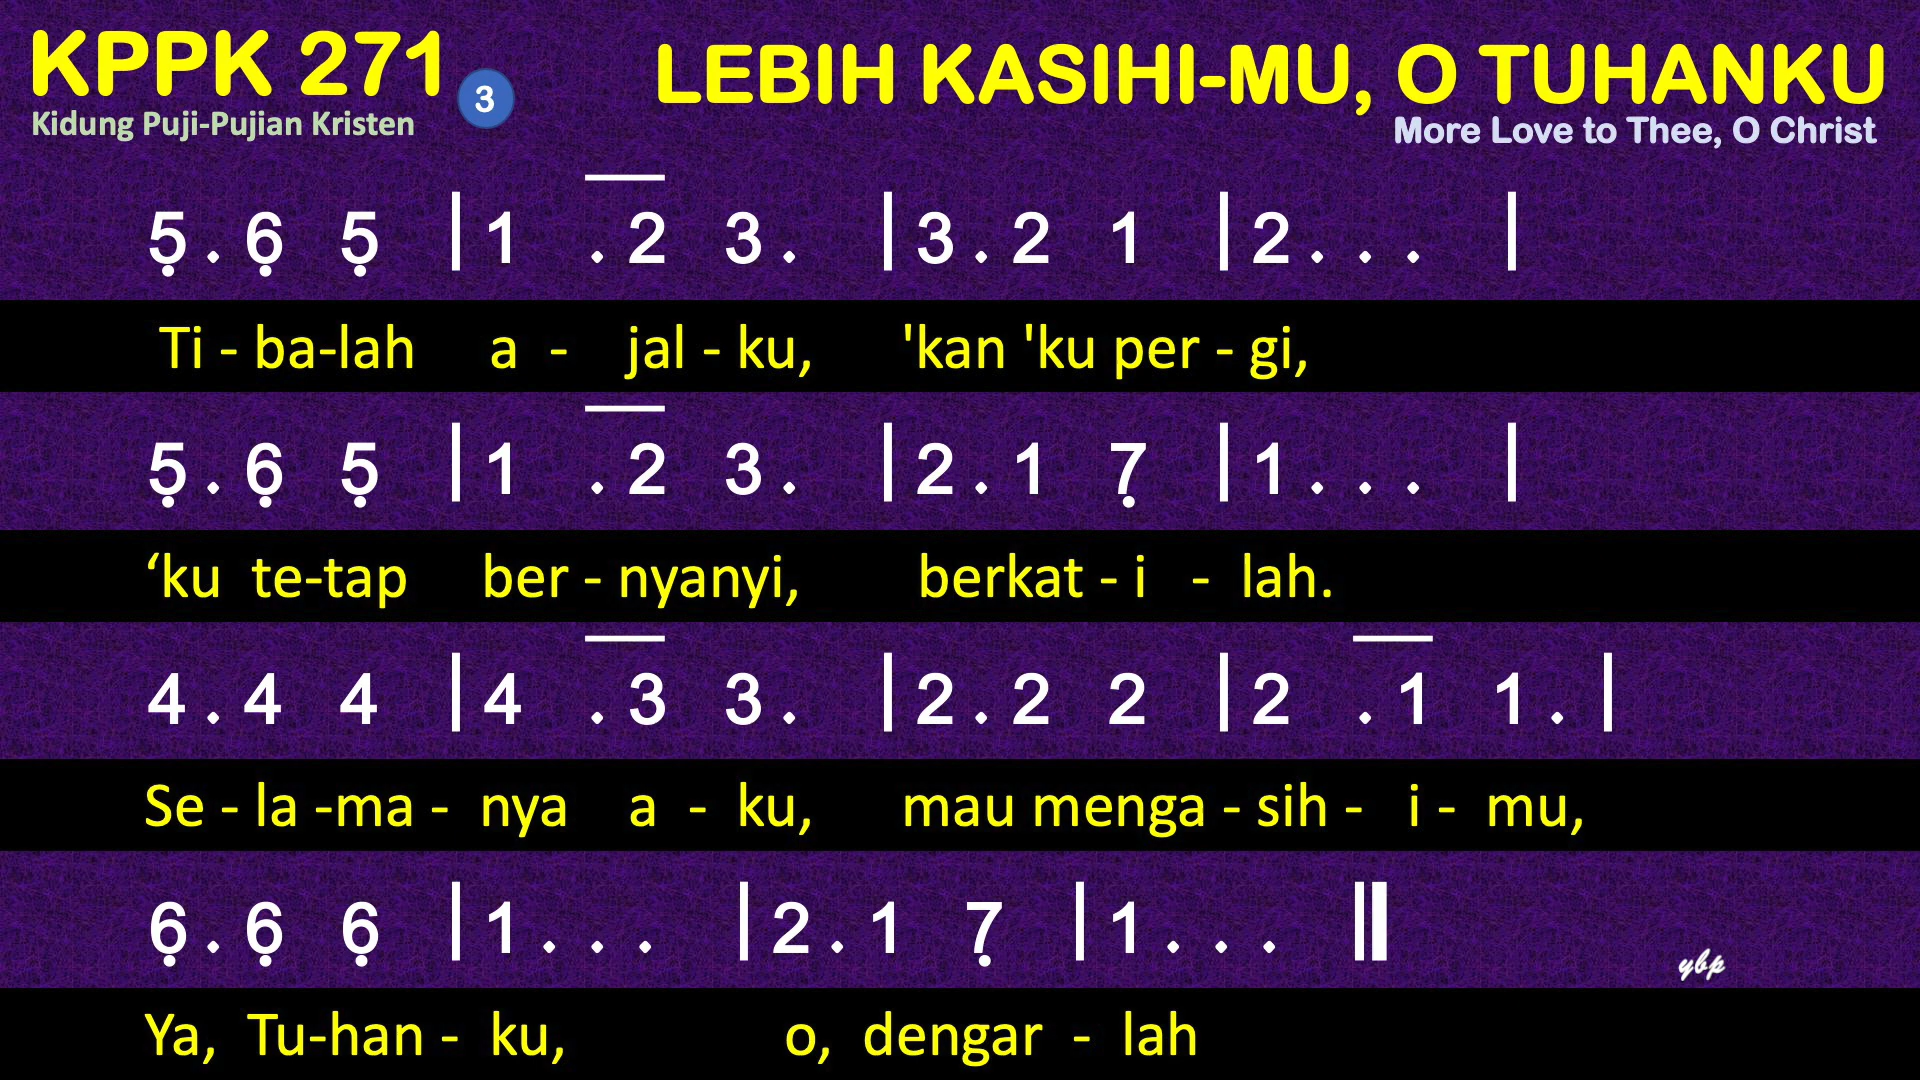 KPPK 271 3 LEBIH KASIHI-MU, O TUHANKU
Kidung Puji-Pujian Kristen More Love to Thee, O Christ
5̣ . 6̣ 5̣ | 1 . 2 3 . | 3 . 2 1 | 2 . . . |
Ti - ba-lah a - jal - ku, 'kan 'ku per - gi,
5̣ . 6̣ 5̣ | 1 . 2 3 . | 2 . 1 7̣ | 1 . . . |
‘ku te-tap ber - nyanyi, berkat - i - lah.
4 . 4 4 | 4 . 3 3 . | 2 . 2 2 | 2 . 1 1 . |
Se - la -ma - nya a - ku, mau menga - sih - i - mu,
6̣ . 6̣ 6̣ | 1 . . . | 2 . 1 7̣ | 1 . . . ||
ybp
Ya, Tu-han - ku, o, dengar - lah